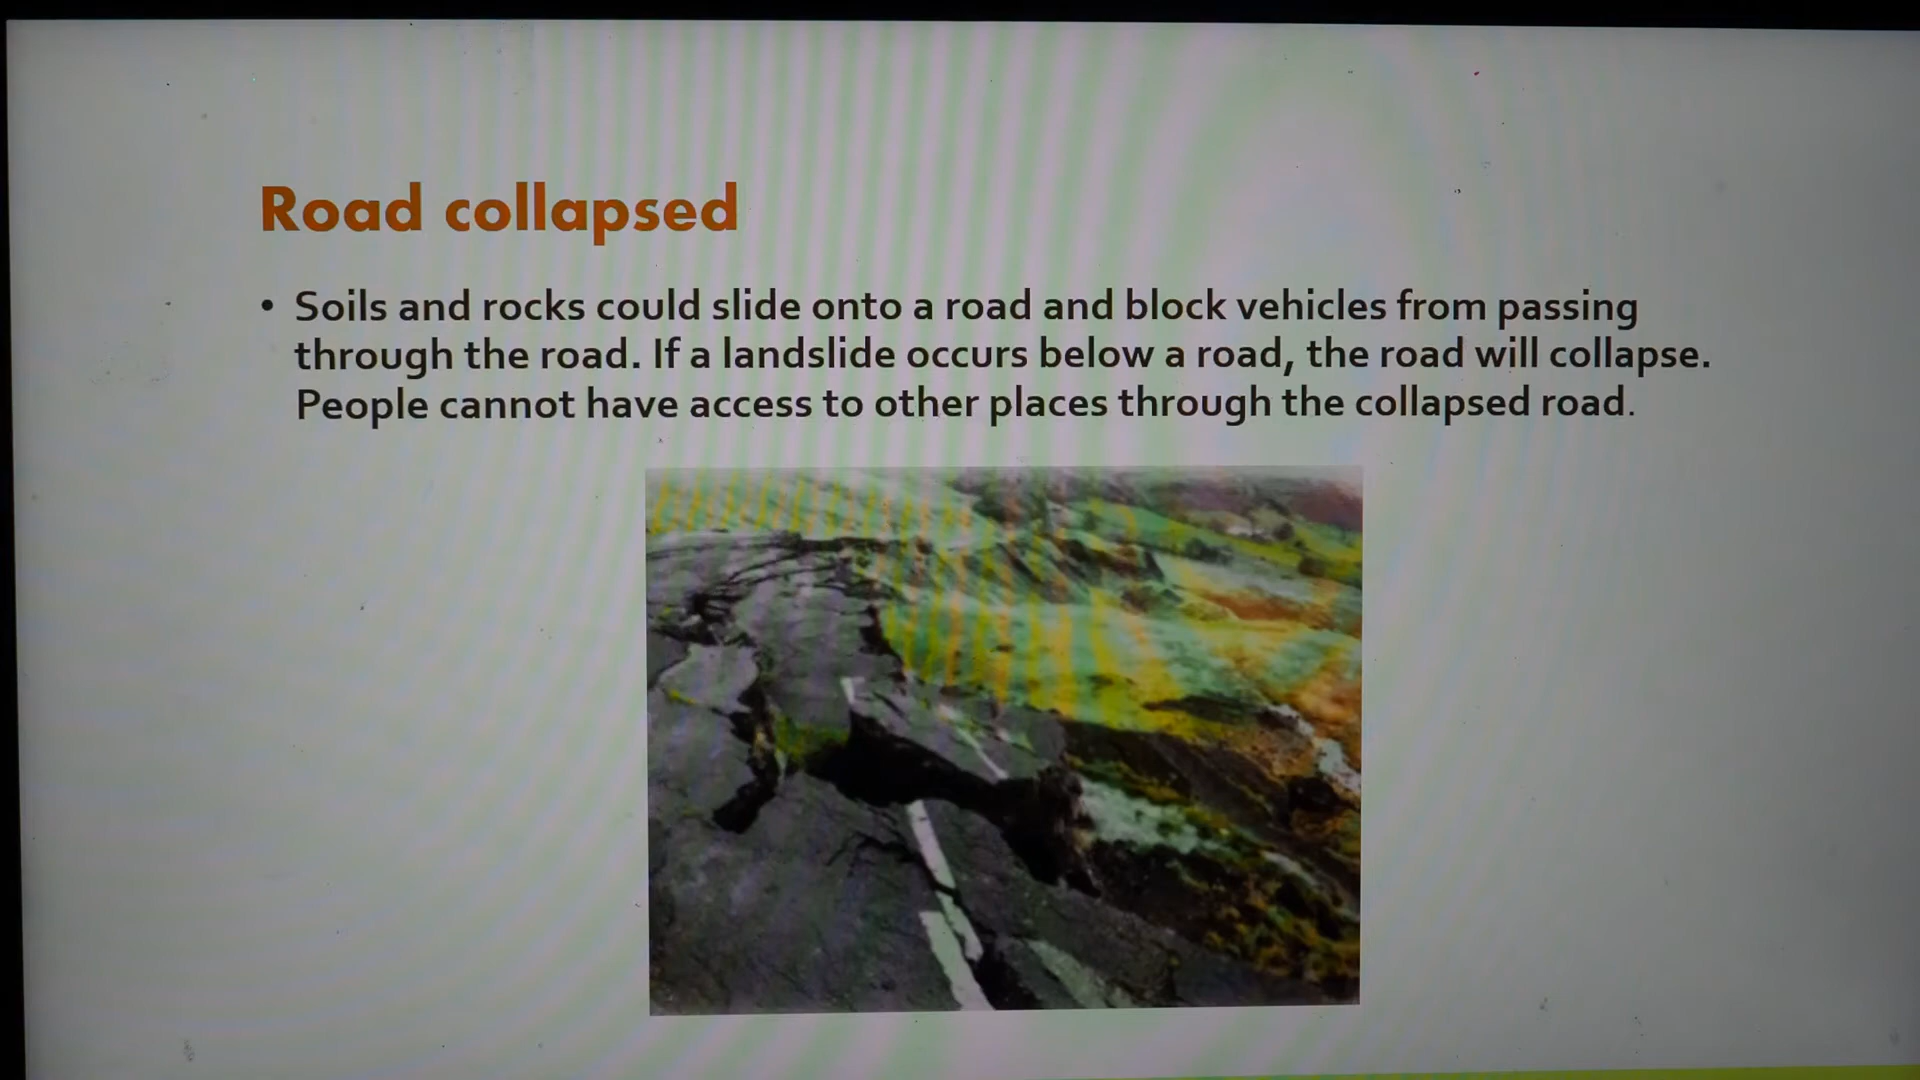 Road collapsed
• Soils and rocks could slide onto a road and block vehicles from passing
through the road. If a landslide occurs below a road, the road will collapse.
People cannot have access to other places through the collapsed road.